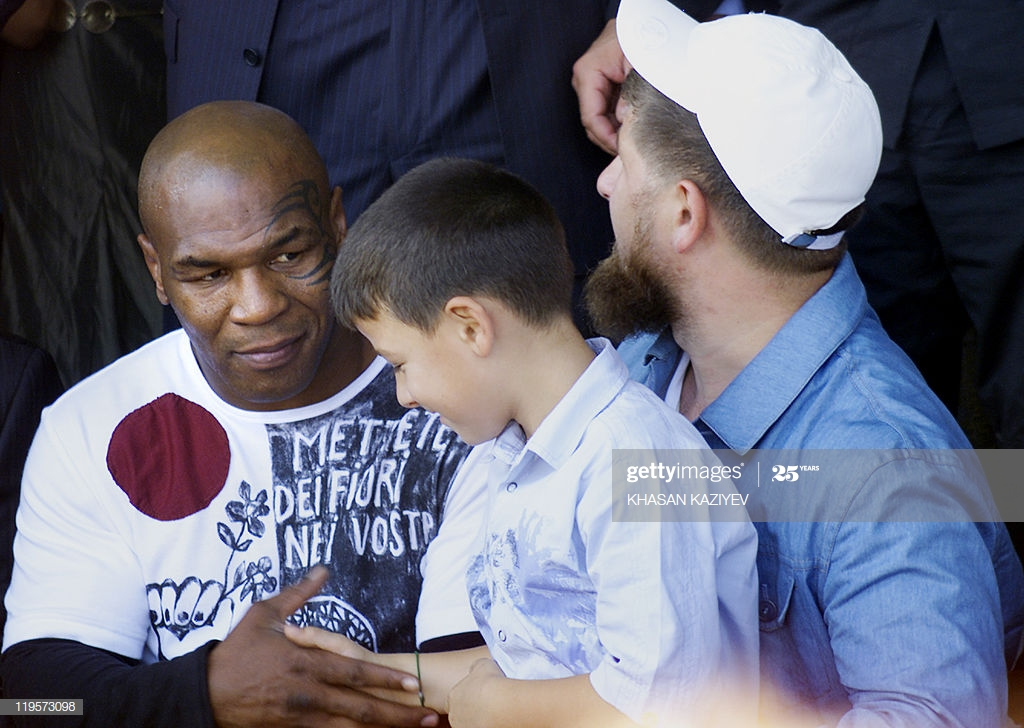 METTETE
DEI FIORI
NEI VOSTR
gettyimages 25 YEARS
KHASAN KAZIYEV
119573098